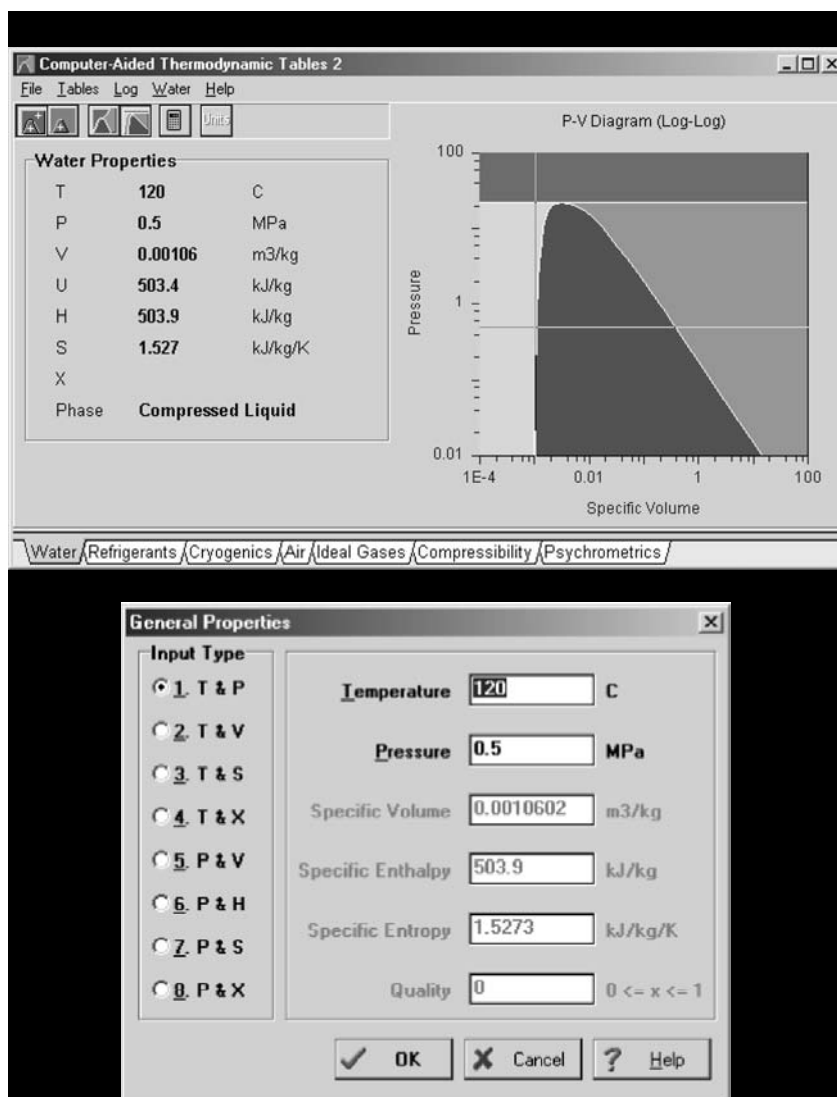 Computer-Aided Thermodynamic Tables 2
File Tables Log Water Help
Units
Water Properties
T 120 C
P 0.5 MPa
V 0.00106 m3/kg
U 503.4 kJ/kg
H 503.9 kJ/kg
S 1.527 kJ/kg/K
X
Phase Compressed Liquid
P-V Diagram (Log-Log)
100
Pressure
1
0.01
1E-4 0.01 1 100
Specific Volume
Water Refrigerants Cryogenics Air Ideal Gases Compressibility Psychrometrics
General Properties
Input Type
1. T & P
2. T & V
3. T & S
4. T & X
5. P & V
6. P & H
7. P & S
8. P & X
Temperature 120 C
Pressure 0.5 MPa
Specific Volume 0.0010602 m3/kg
Specific Enthalpy 503.9 kJ/kg
Specific Entropy 1.5273 kJ/kg/K
Quality 0 0 <= x <= 1
OK Cancel ? Help